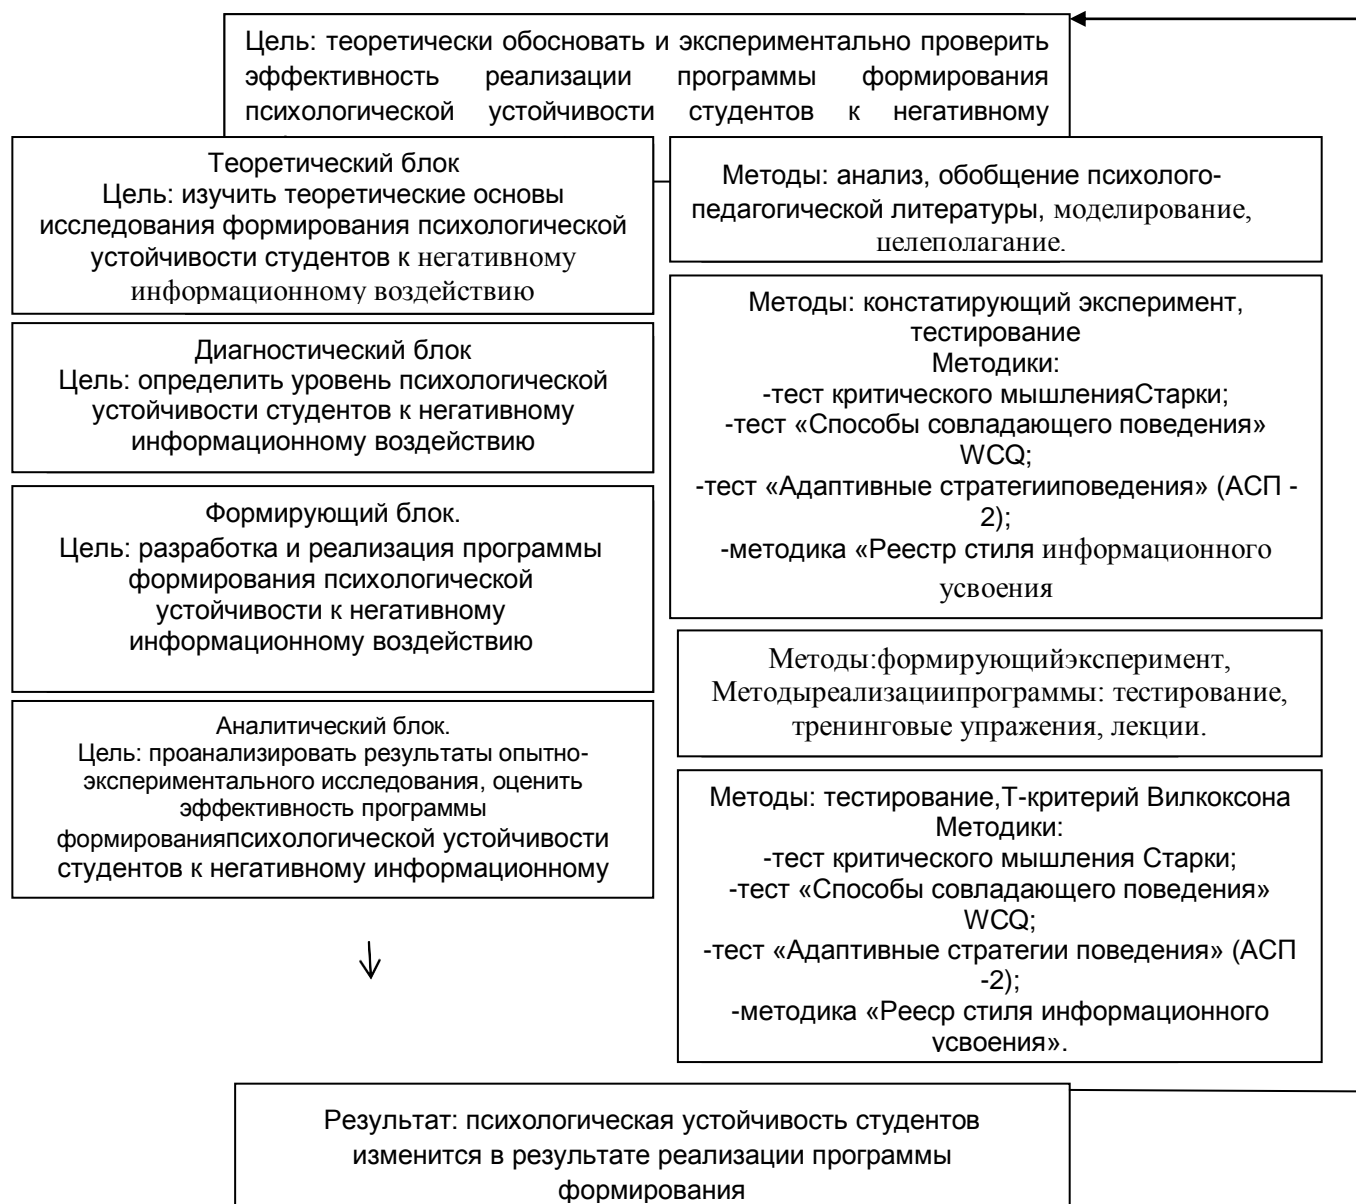 Цель: теоретически обосновать и экспериментально проверить
эффективность реализации программы формирования
психологической устойчивости студентов к негативному
Теоретический блок
Цель: изучить теоретические основы
исследования формирования психологической
устойчивости студентов к негативному
информационному воздействию
Методы: анализ, обобщение психолого-
педагогической литературы, моделирование,
целеполагание.
Диагностический блок
Цель: определить уровень психологической
устойчивости студентов к негативному
информационному воздействию
Методы: констатирующий эксперимент,
тестирование
Методики:
-тест критического мышленияСтарки;
-тест «Способы совладающего поведения»
WCQ;
-тест «Адаптивные стратегииповедения» (АСП -
2);
-методика «Реестр стиля информационного
усвоения
Формирующий блок.
Цель: разработка и реализация программы
формирования психологической
устойчивости к негативному
информационному воздействию
Методы:формирующийэксперимент,
Методыреализациипрограммы: тестирование,
тренинговые упражения, лекции.
Аналитический блок.
Цель: проанализировать результаты опытно-
экспериментального исследования, оценить
эффективность программы
формированияпсихологической устойчивости
студентов к негативному информационному
Методы: тестирование,Т-критерий Вилкоксона
Методики:
-тест критического мышления Старки;
-тест «Способы совладающего поведения»
WCQ;
-тест «Адаптивные стратегии поведения» (АСП
-2);
-методика «Рееср стиля информационного
усвоения».
Результат: психологическая устойчивость студентов
изменится в результате реализации программы
формирования